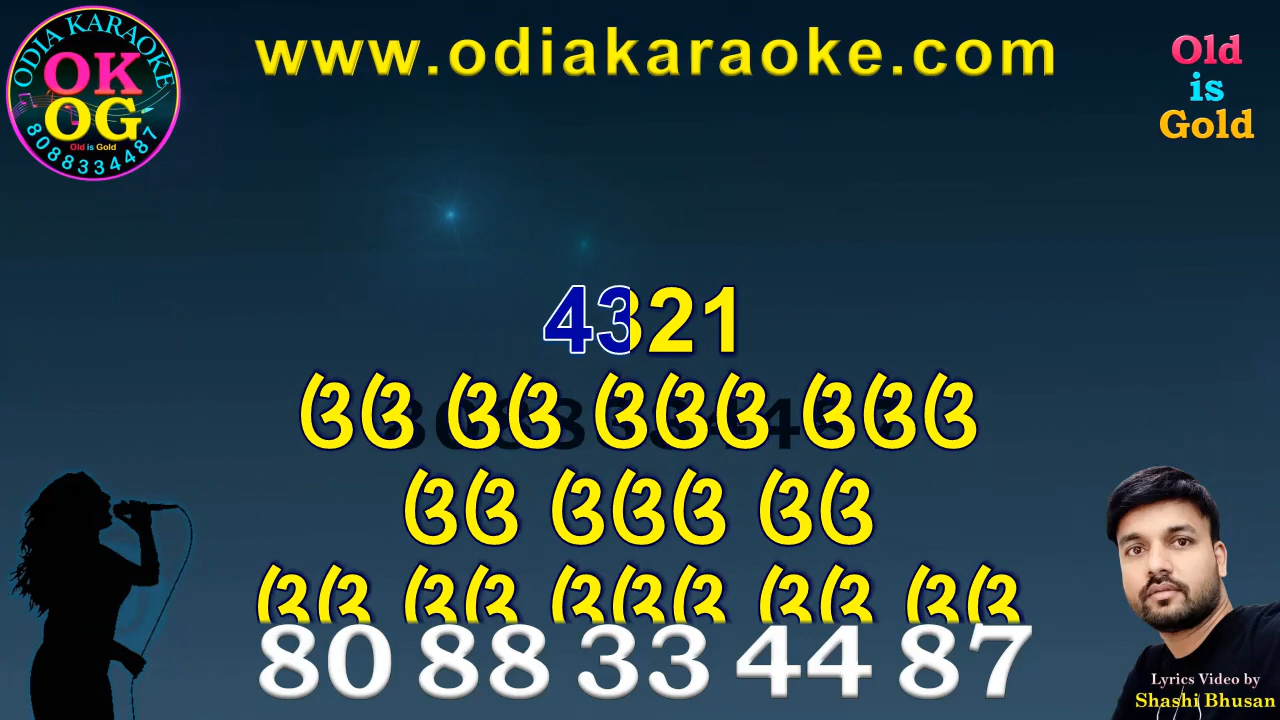 ODIA KARAOKE
OK
OG
Old is Gold
8088334487
www.odiakaraoke.com
Old
is
Gold
4321
ଓଓ ଓଓ ଓଓଓ ଓଓଓ
8088334487
ଓଓ ଓଓଓ ଓଓ
ଓଓ ଓଓ ଓଓଓ ଓଓ ଓଓ
80 88 33 44 87
Lyrics Video by
Shashi Bhusan